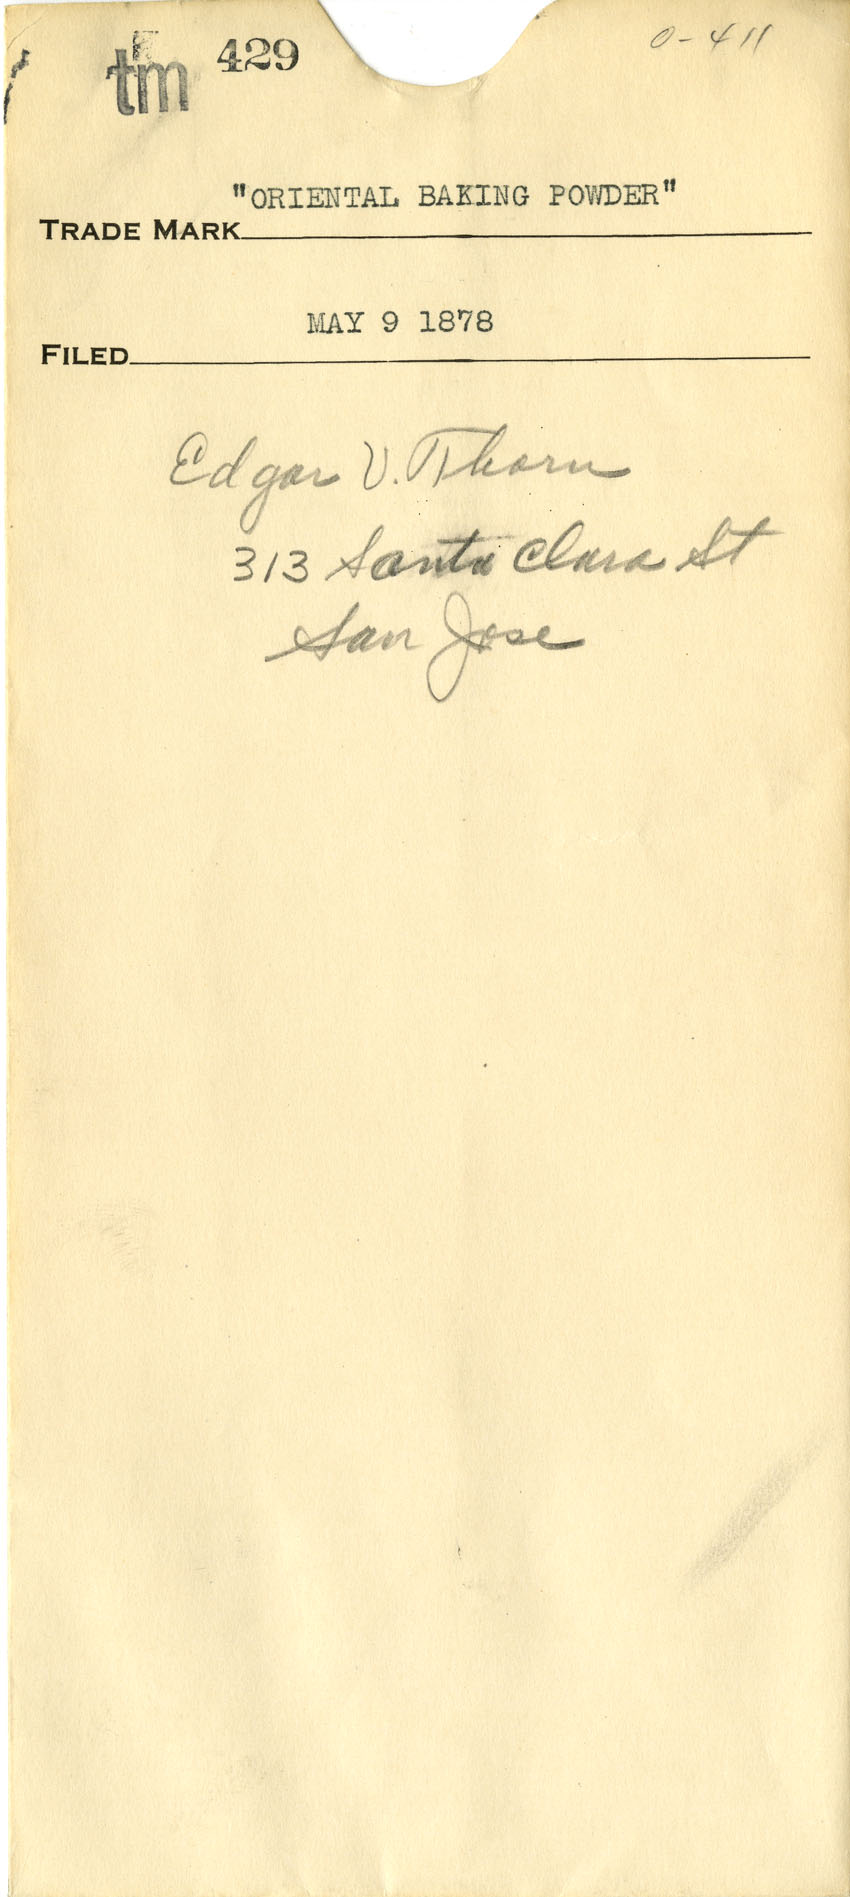 tm 429
0-411
"ORIENTAL BAKING POWDER"
TRADE MARK
MAY 9 1878
FILED
Edgar V. Thorn
313 Santa Clara St
San Jose